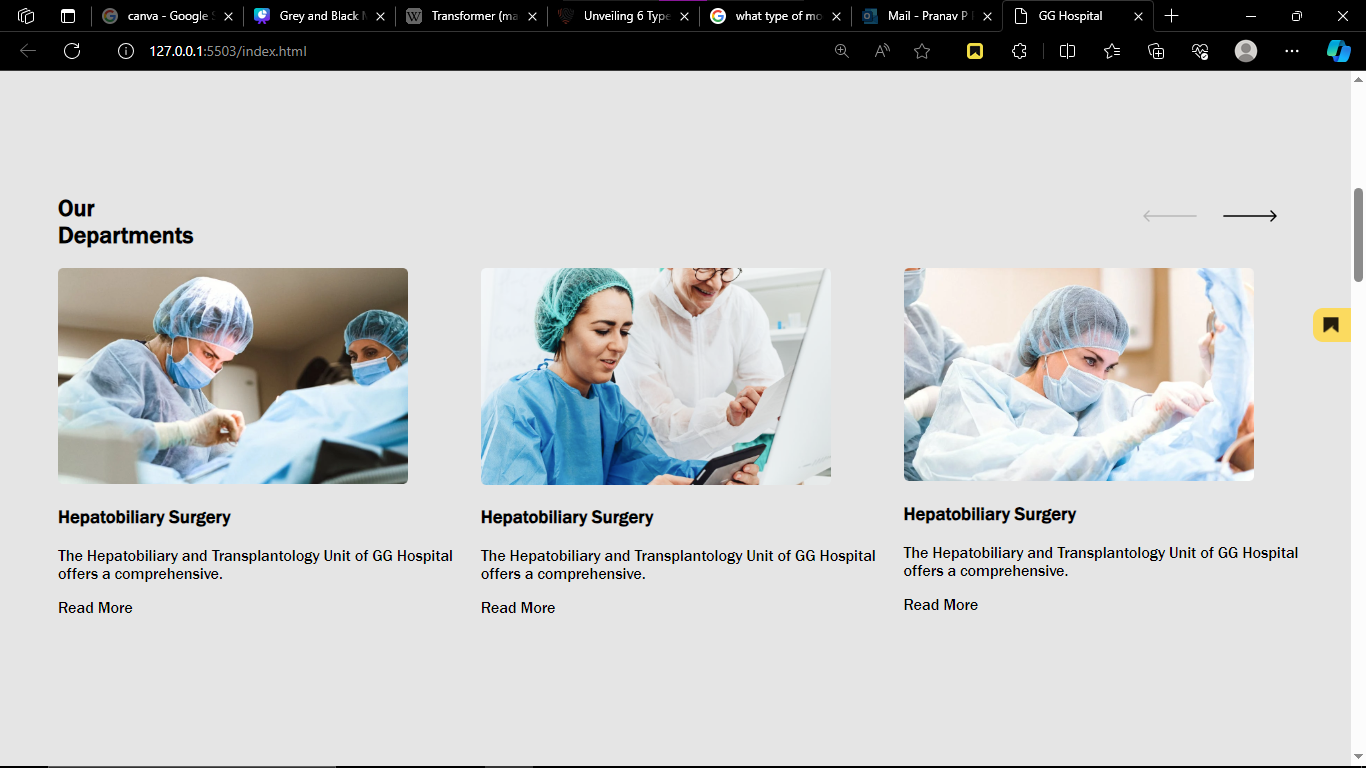 canva - Google S
Grey and Black M
Transformer (ma
Unveiling 6 Type
what type of mo
Mail - Pranav P
GG Hospital
127.0.0.1:5503/index.html
Our
Departments
Hepatobiliary Surgery
The Hepatobiliary and Transplantology Unit of GG Hospital
offers a comprehensive.
Read More
Hepatobiliary Surgery
The Hepatobiliary and Transplantology Unit of GG Hospital
offers a comprehensive.
Read More
Hepatobiliary Surgery
The Hepatobiliary and Transplantology Unit of GG Hospital
offers a comprehensive.
Read More